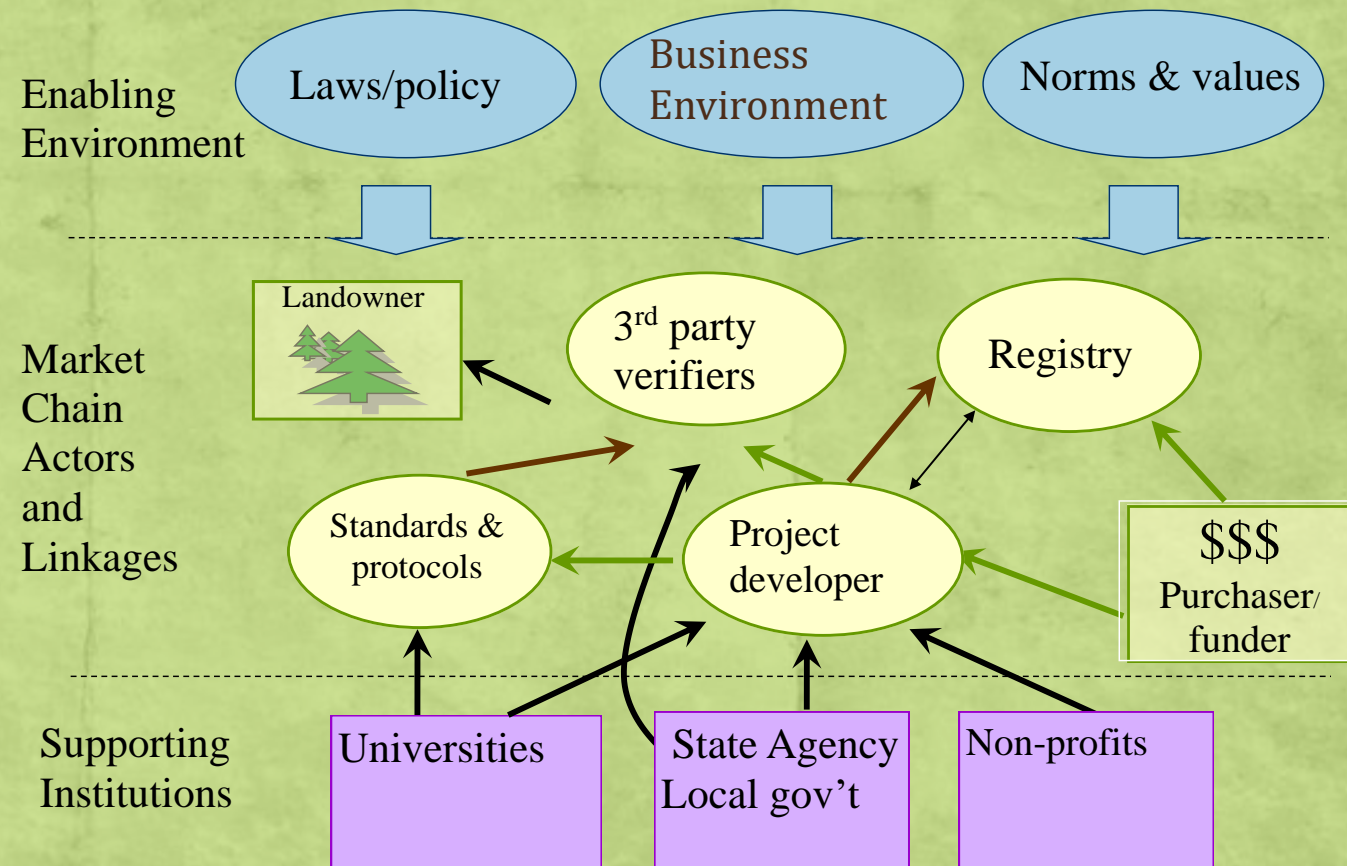 Enabling
Environment
Laws/policy
Business
Environment
Norms & values
Market
Chain
Actors
and
Linkages
Landowner
3rd party
verifiers
Registry
Standards &
protocols
Project
developer
$$$
Purchaser/
funder
Supporting
Institutions
Universities
State Agency
Local gov’t
Non-profits